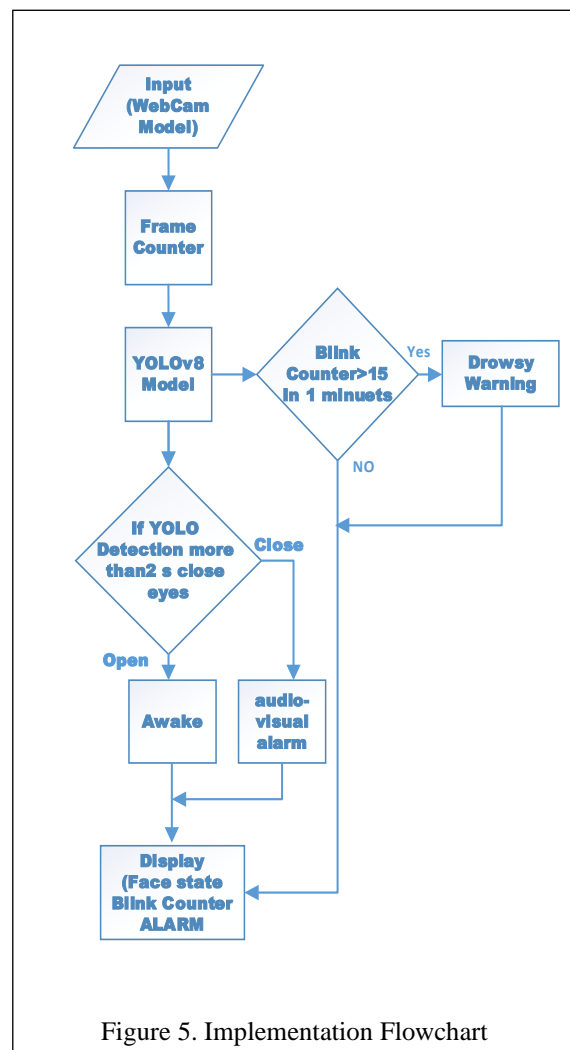 Input
(WebCam
Model)
Frame
Counter
YOLOv8
Model
Blink
Counter>15
in 1 minuets
Yes
Drowsy
Warning
NO
If YOLO
Detection more
than2 s close
eyes
Close
Open
Awake
audio-
visual
alarm
Display
(Face state
Blink Counter
ALARM
Figure 5. Implementation Flowchart